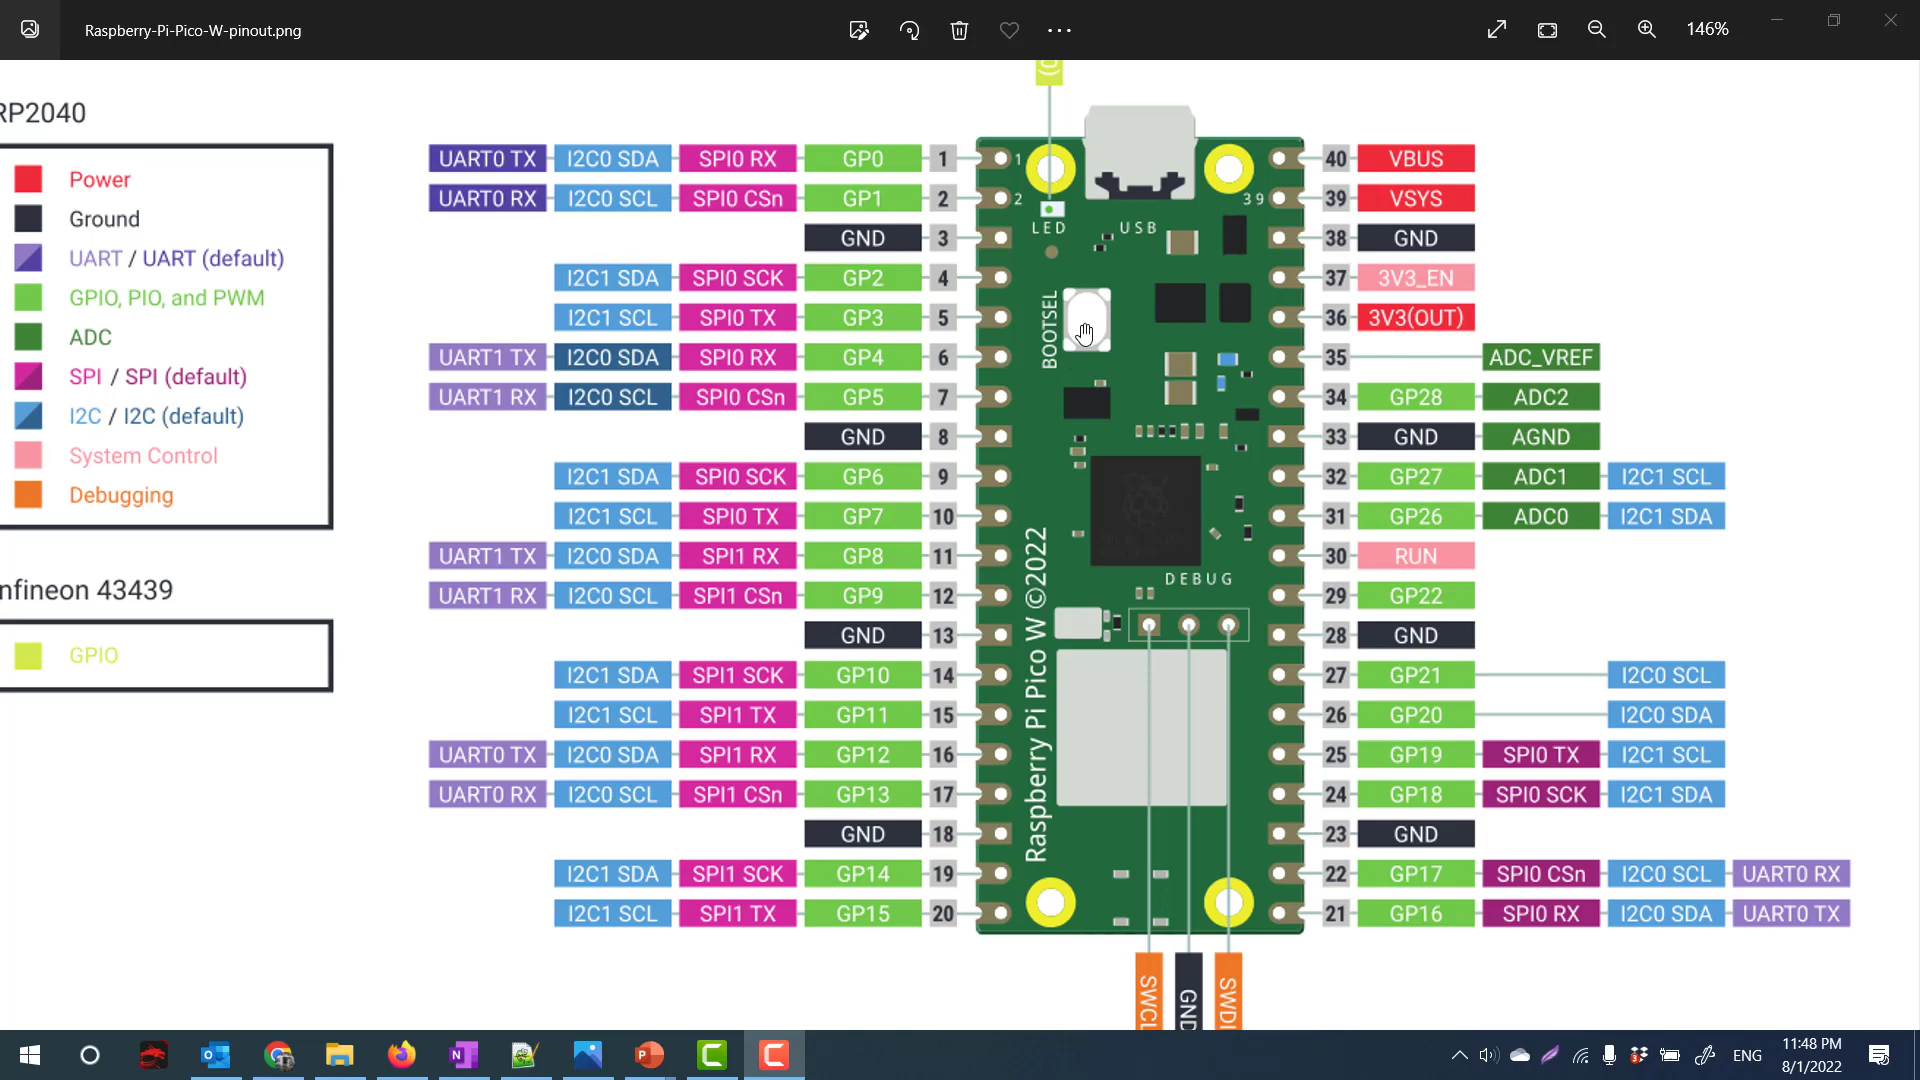 Raspberry-Pi-Pico-W-pinout.png
146%
RP2040
Power
Ground
UART / UART (default)
GPIO, PIO, and PWM
ADC
SPI / SPI (default)
I2C / I2C (default)
System Control
Debugging
Infineon 43439
GPIO
UART0 TX I2C0 SDA SPI0 RX GP0 1
UART0 RX I2C0 SCL SPI0 CSn GP1 2
GND 3
I2C1 SDA SPI0 SCK GP2 4
I2C1 SCL SPI0 TX GP3 5
UART1 TX I2C0 SDA SPI0 RX GP4 6
UART1 RX I2C0 SCL SPI0 CSn GP5 7
GND 8
I2C1 SDA SPI0 SCK GP6 9
I2C1 SCL SPI0 TX GP7 10
UART1 TX I2C0 SDA SPI1 RX GP8 11
UART1 RX I2C0 SCL SPI1 CSn GP9 12
GND 13
I2C1 SDA SPI1 SCK GP10 14
I2C1 SCL SPI1 TX GP11 15
UART0 TX I2C0 SDA SPI1 RX GP12 16
UART0 RX I2C0 SCL SPI1 CSn GP13 17
GND 18
I2C1 SDA SPI1 SCK GP14 19
I2C1 SCL SPI1 TX GP15 20
1
2
39
LED
USB
BOOTSEL
DEBUG
Raspberry Pi Pico W ©2022
40 VBUS
39 VSYS
38 GND
37 3V3_EN
36 3V3(OUT)
35 ADC_VREF
34 GP28 ADC2
33 GND AGND
32 GP27 ADC1 I2C1 SCL
31 GP26 ADC0 I2C1 SDA
30 RUN
29 GP22
28 GND
27 GP21 I2C0 SCL
26 GP20 I2C0 SDA
25 GP19 SPI0 TX I2C1 SCL
24 GP18 SPI0 SCK I2C1 SDA
23 GND
22 GP17 SPI0 CSn I2C0 SCL UART0 RX
21 GP16 SPI0 RX I2C0 SDA UART0 TX
SWCL
GND
SWDI
ENG
11:48 PM
8/1/2022